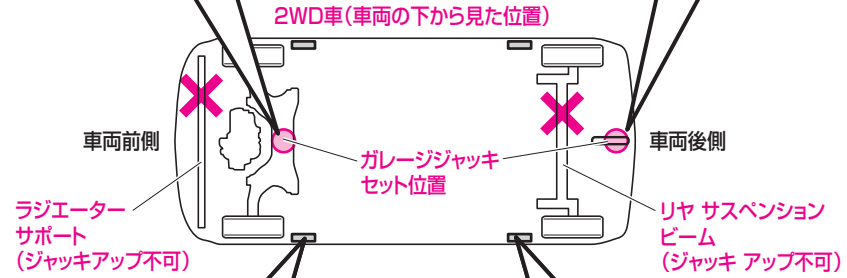 2WD車（車両の下から見た位置）
車両前側
車両後側
ガレージジャッキ
セット位置
ラジエーター
サポート
（ジャッキアップ不可）
リヤ サスペンション
ビーム
（ジャッキ アップ不可）